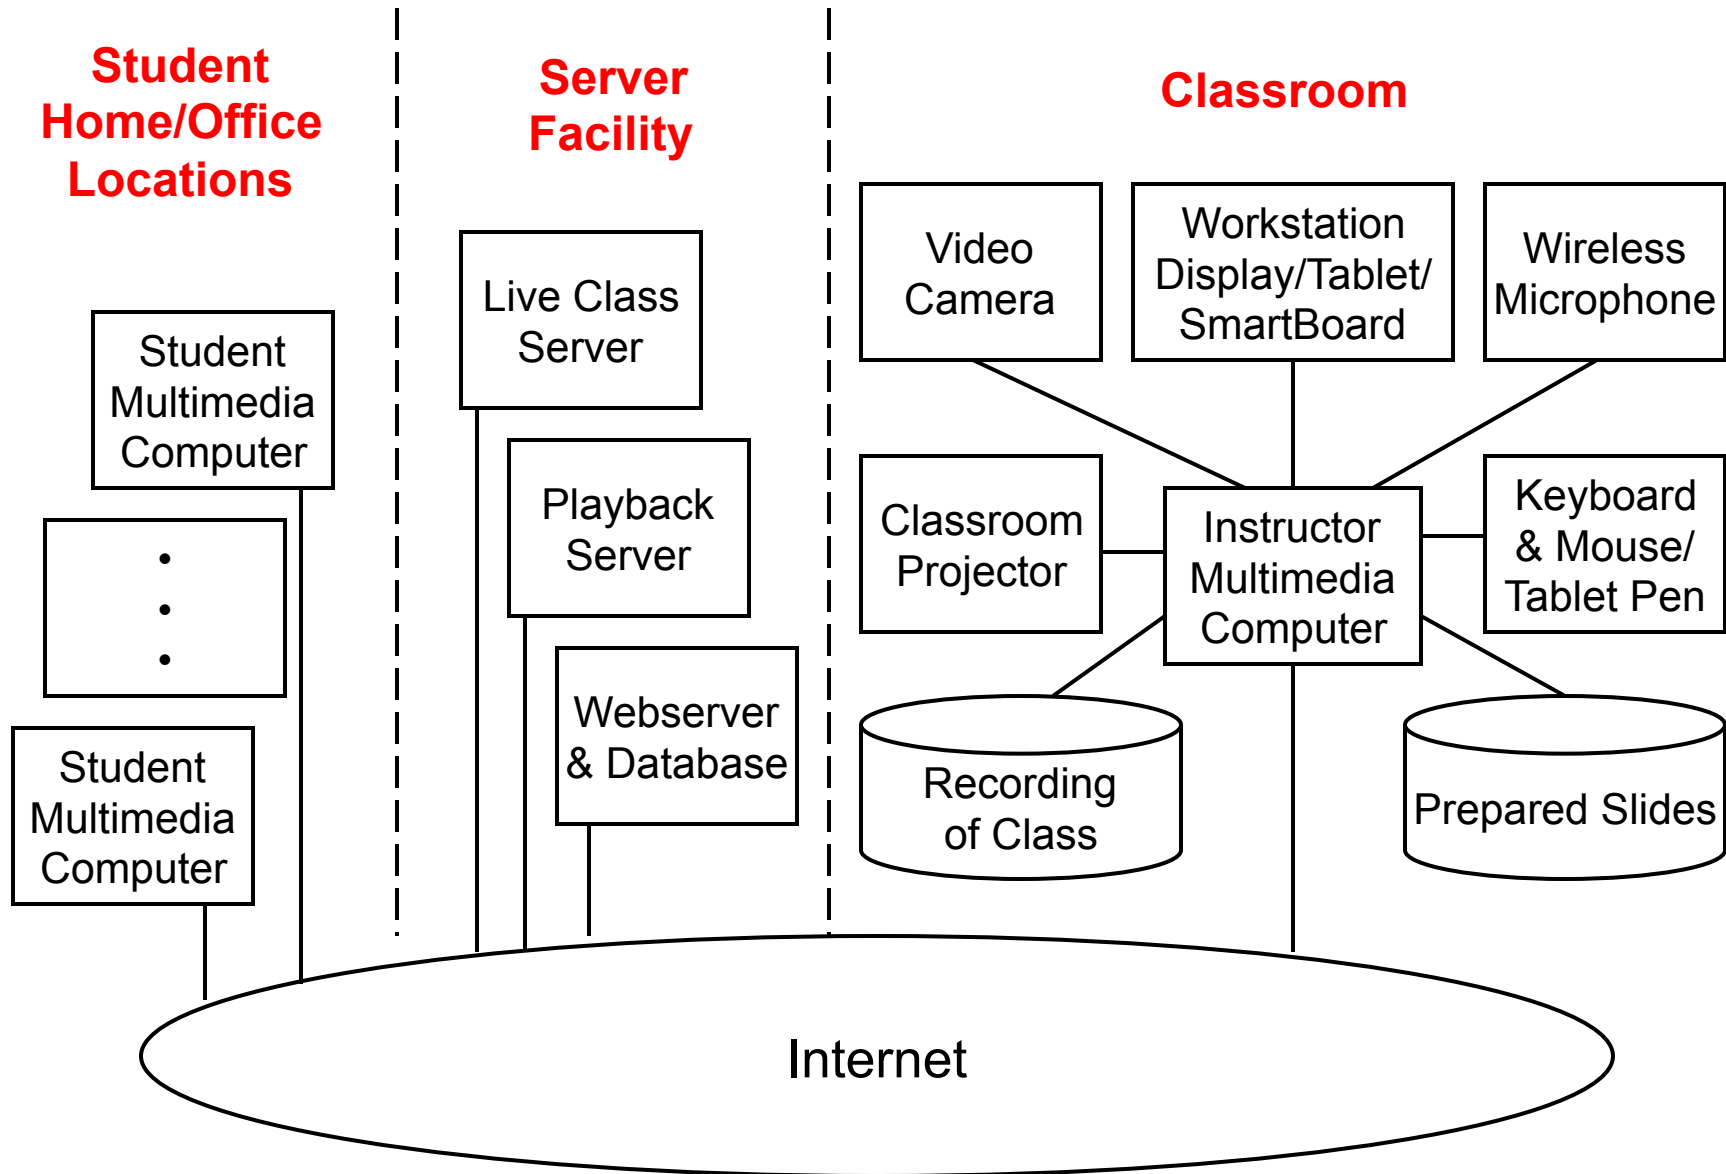 Student
Home/Office
Locations
Server
Facility
Classroom
Student
Multimedia
Computer
•
•
•
Student
Multimedia
Computer
Live Class
Server
Playback
Server
Webserver
& Database
Video
Camera
Workstation
Display/Tablet/
SmartBoard
Wireless
Microphone
Classroom
Projector
Instructor
Multimedia
Computer
Keyboard
& Mouse/
Tablet Pen
Recording
of Class
Prepared Slides
Internet